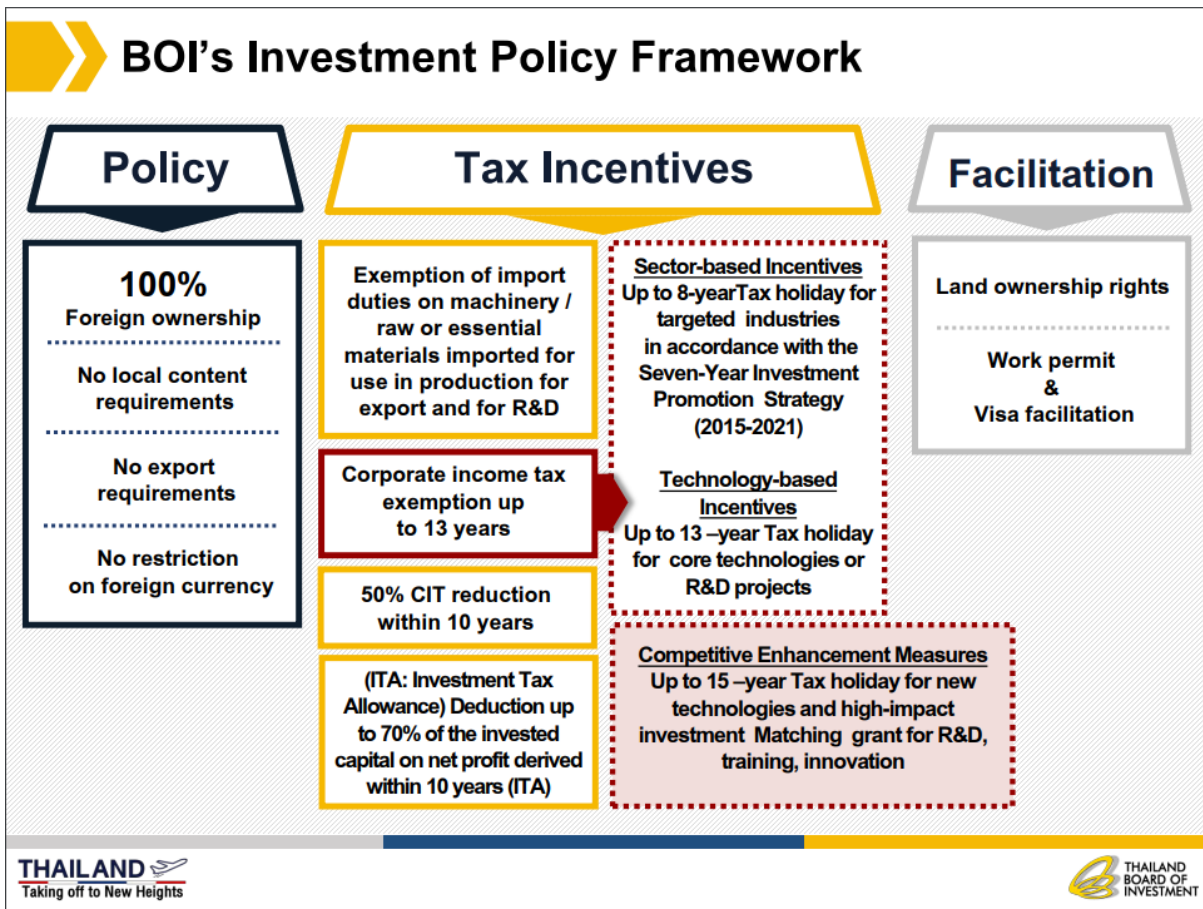 BOI's Investment Policy Framework
Policy
Tax Incentives
Facilitation
100%
Foreign ownership
No local content
requirements
No export
requirements
No restriction
on foreign currency
Exemption of import
duties on machinery /
raw or essential
materials imported for
use in production for
export and for R&D
Corporate income tax
exemption up
to 13 years
50% CIT reduction
within 10 years
(ITA: Investment Tax
Allowance) Deduction up
to 70% of the invested
capital on net profit derived
within 10 years (ITA)
Sector-based Incentives
Up to 8-yearTax holiday for
targeted industries
in accordance with the
Seven-Year Investment
Promotion Strategy
(2015-2021)
Technology-based
Incentives
Up to 13 –year Tax holiday
for core technologies or
R&D projects
Competitive Enhancement Measures
Up to 15 –year Tax holiday for new
technologies and high-impact
investment Matching grant for R&D,
training, innovation
Land ownership rights
Work permit
&
Visa facilitation
THAILAND
Taking off to New Heights
THAILAND
BOARD OF
INVESTMENT